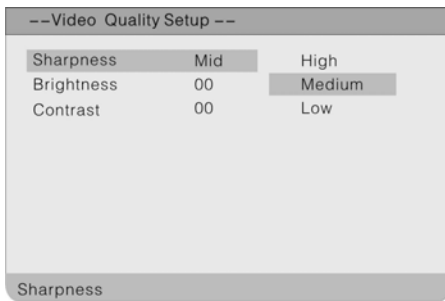 --Video Quality Setup --
Sharpness Mid High
Brightness 00 Medium
Contrast 00 Low
Sharpness